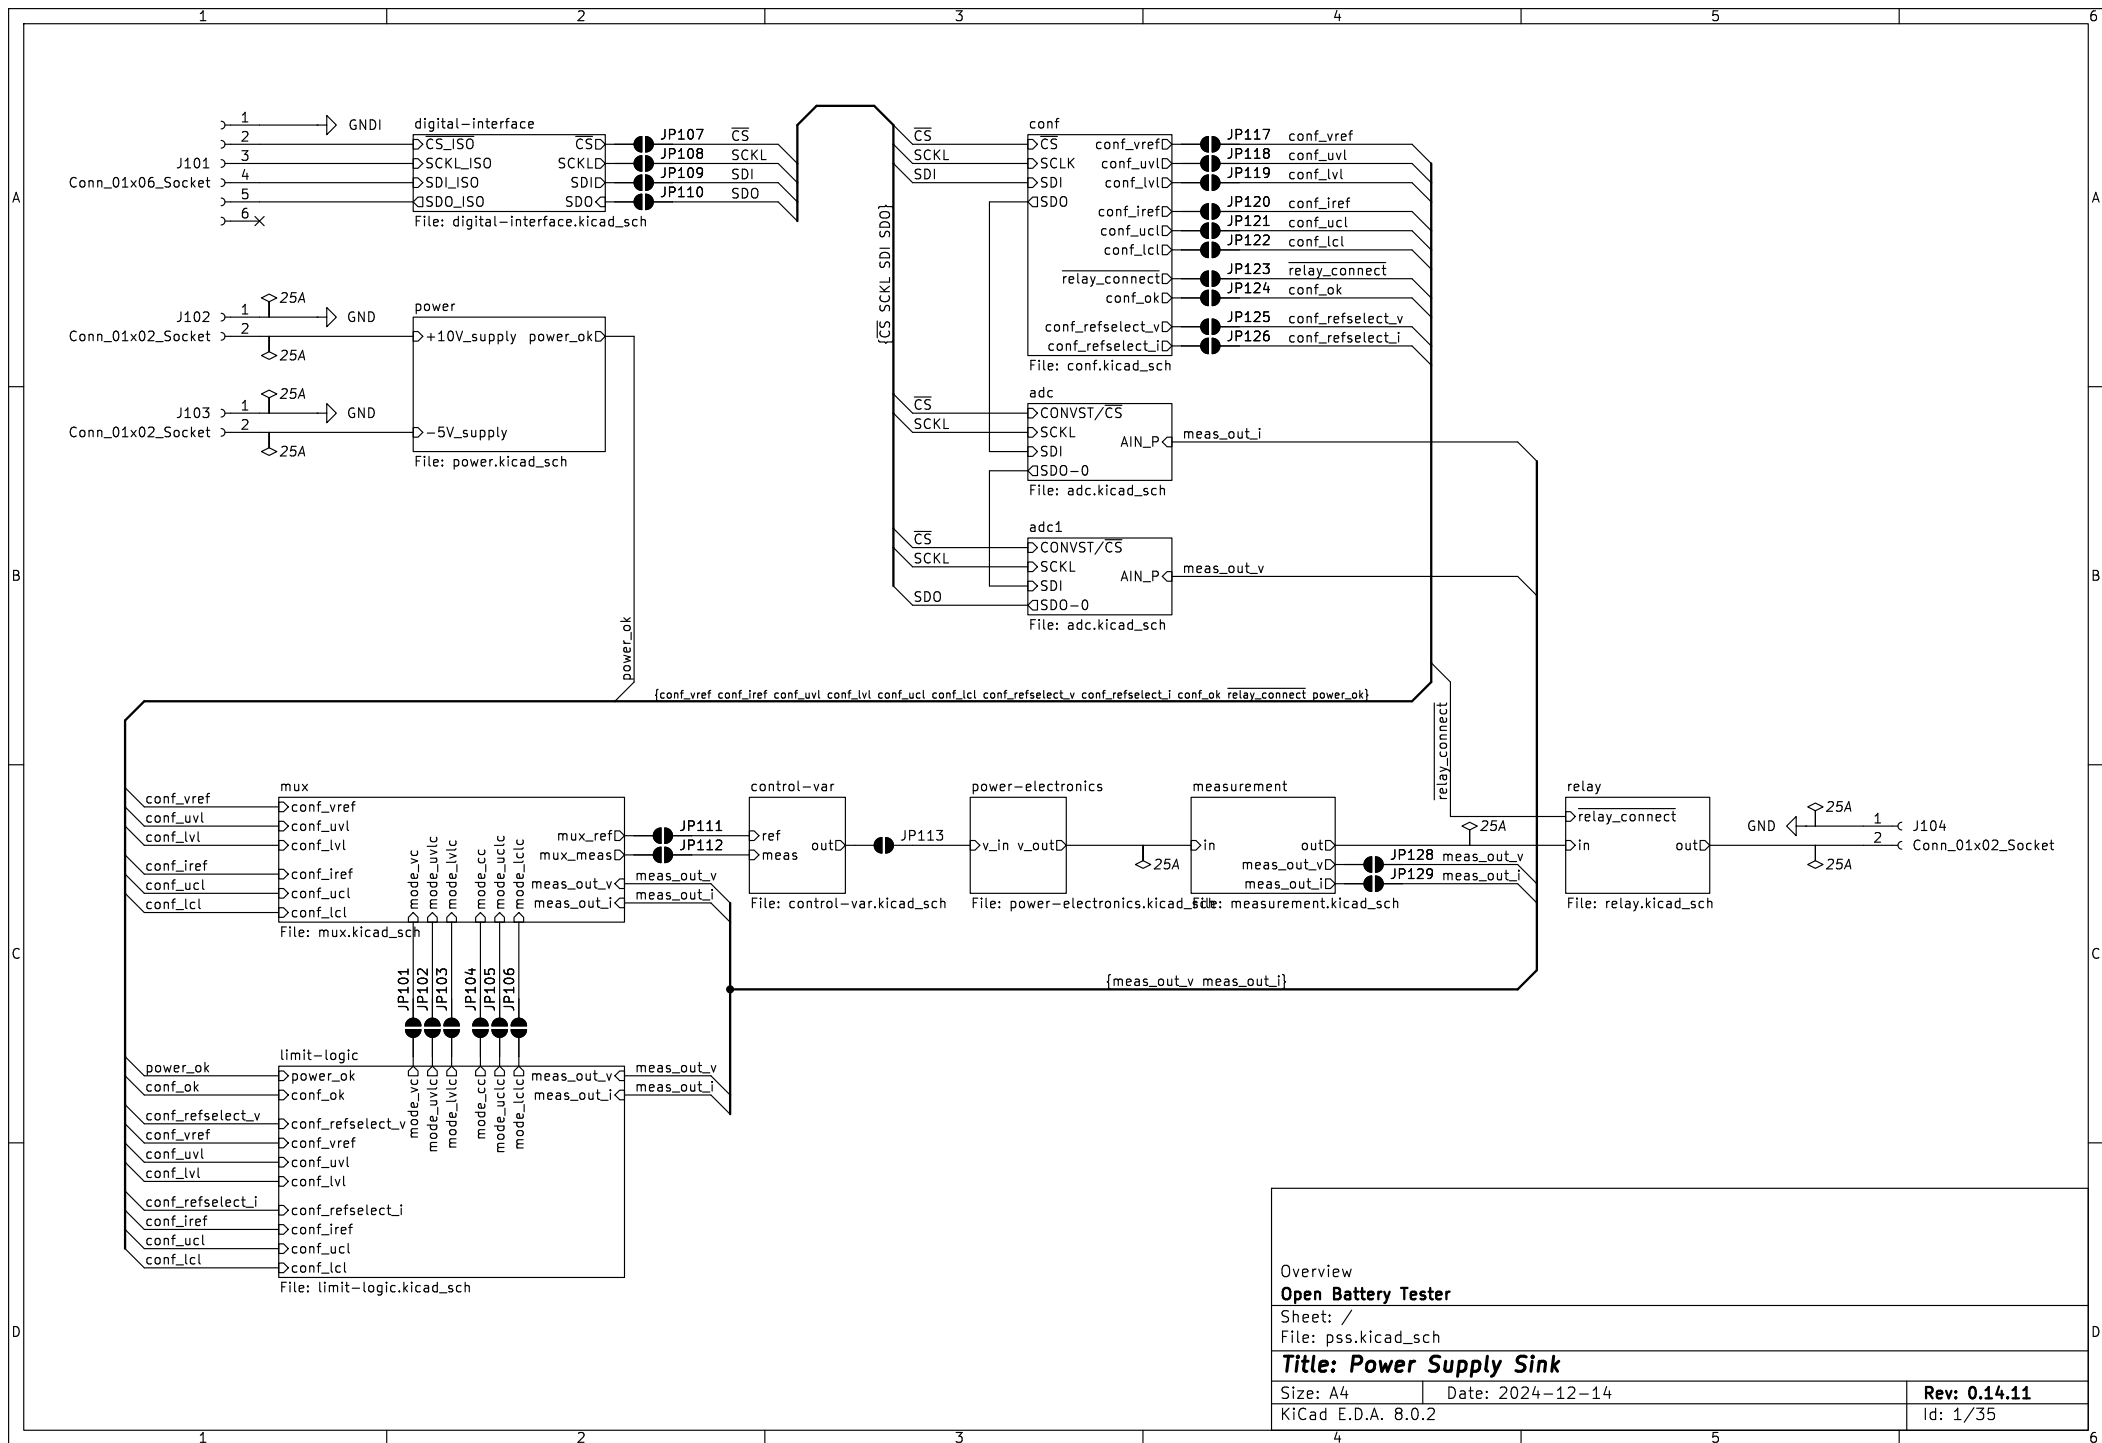 1 2 3 4 5 6
A A
B B
C C
D D
J101
Conn_01x06_Socket
1
2
3
4
5
6
GNDI
digital-interface
CS_ISO CS
SCKL_ISO SCKL
SDI_ISO SDI
SDO_ISO SDO
File: digital-interface.kicad_sch
JP107 CS
JP108 SCKL
JP109 SDI
JP110 SDO
{CS SCKL SDI SDO}
CS
SCKL
SDI
conf
CS conf_vref
SCLK conf_uvl
SDI conf_lvl
SDO
conf_iref
conf_ucl
conf_lcl
relay_connect
conf_ok
conf_refselect_v
conf_refselect_i
File: conf.kicad_sch
JP117 conf_vref
JP118 conf_uvl
JP119 conf_lvl
JP120 conf_iref
JP121 conf_ucl
JP122 conf_lcl
JP123 relay_connect
JP124 conf_ok
JP125 conf_refselect_v
JP126 conf_refselect_i
J102
Conn_01x02_Socket
1
2
25A
GND
25A
power
+10V_supply power_ok
-5V_supply
File: power.kicad_sch
J103
Conn_01x02_Socket
1
2
25A
GND
25A
CS
SCKL
adc
CONVST/CS
SCKL
AIN_P
SDI
SDO-0
File: adc.kicad_sch
meas_out_i
CS
SCKL
SDO
adc1
CONVST/CS
SCKL
AIN_P
SDI
SDO-0
File: adc.kicad_sch
meas_out_v
power_ok
{conf_vref conf_iref conf_uvl conf_lvl conf_ucl conf_lcl conf_refselect_v conf_refselect_i conf_ok relay_connect power_ok}
relay_connect
conf_vref
conf_uvl
conf_lvl
conf_iref
conf_ucl
conf_lcl
mux
conf_vref
conf_uvl
conf_lvl
conf_iref
conf_ucl
conf_lcl
mode_vc
mode_uvlc
mode_lvlc
mode_cc
mode_uclc
mode_lclc
mux_ref
mux_meas
meas_out_v
meas_out_i
File: mux.kicad_sch
JP111
JP112
meas_out_v
meas_out_i
control-var
ref
meas
out
File: control-var.kicad_sch
JP113
power-electronics
v_in v_out
File: power-electronics.kicad_sch
25A
measurement
in
out
meas_out_v
meas_out_i
File: measurement.kicad_sch
25A
JP128 meas_out_v
JP129 meas_out_i
relay
relay_connect
in
out
File: relay.kicad_sch
GND
25A
25A
1
2
J104
Conn_01x02_Socket
JP101
JP102
JP103
JP104
JP105
JP106
{meas_out_v meas_out_i}
power_ok
conf_ok
conf_refselect_v
conf_vref
conf_uvl
conf_lvl
conf_refselect_i
conf_iref
conf_ucl
conf_lcl
limit-logic
power_ok
conf_ok
conf_refselect_v
conf_vref
conf_uvl
conf_lvl
conf_refselect_i
conf_iref
conf_ucl
conf_lcl
mode_vc
mode_uvlc
mode_lvlc
mode_cc
mode_uclc
mode_lclc
meas_out_v
meas_out_i
File: limit-logic.kicad_sch
meas_out_v
meas_out_i
Overview
Open Battery Tester
Sheet: /
File: pss.kicad_sch
Title: Power Supply Sink
Size: A4 Date: 2024-12-14 Rev: 0.14.11
KiCad E.D.A. 8.0.2 Id: 1/35
1 2 3 4 5 6